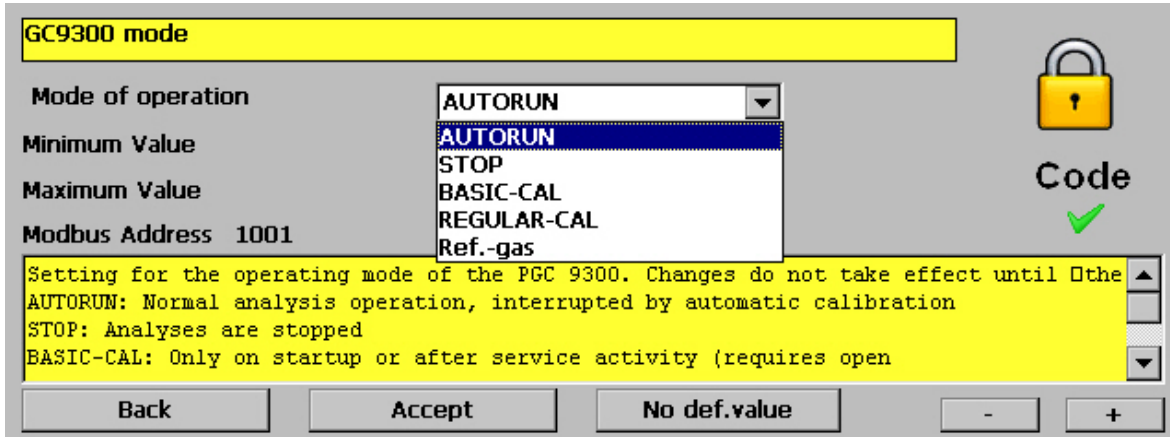 GC9300 mode
Mode of operation
AUTORUN
AUTORUN
STOP
BASIC-CAL
REGULAR-CAL
Ref.-gas
Minimum Value
Maximum Value
Modbus Address 1001
Code
Setting for the operating mode of the PGC 9300. Changes do not take effect until □the
AUTORUN: Normal analysis operation, interrupted by automatic calibration
STOP: Analyses are stopped
BASIC-CAL: Only on startup or after service activity (requires open
Back
Accept
No def.value
-
+